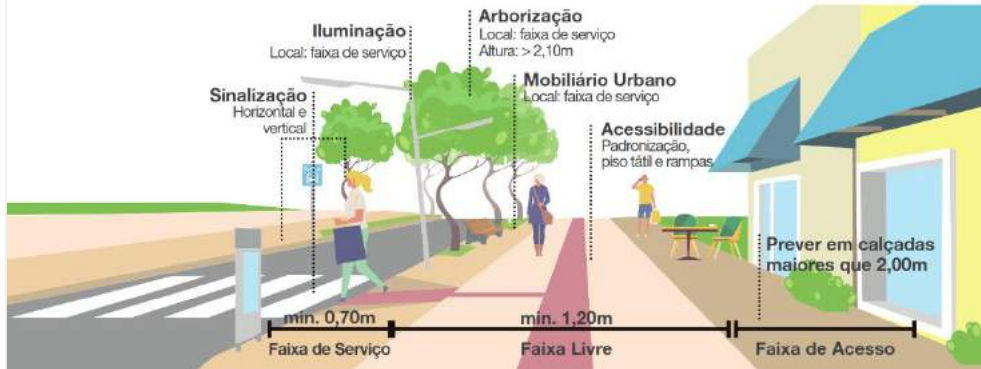 Iluminação
Local: faixa de serviço
Arborização
Local: faixa de serviço
Altura: > 2,10m
Mobiliário Urbano
Local: faixa de serviço
Sinalização
Horizontal e
vertical
Acessibilidade
Padronização,
piso tátil e rampas
Prever em calçadas
maiores que 2,00m
mín. 0,70m
mín. 1,20m
Faixa de Serviço
Faixa Livre
Faixa de Acesso